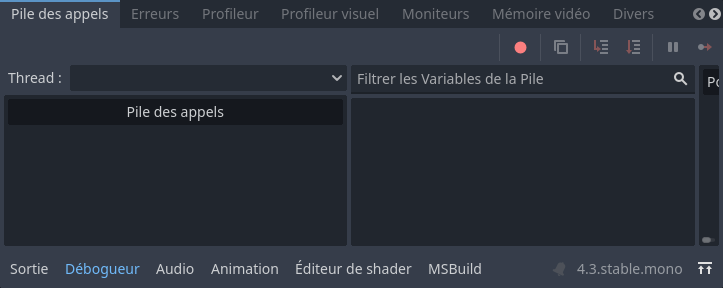 Pile des appels Erreurs Profileur Profileur visuel Moniteurs Mémoire vidéo Divers
Thread : Filtrer les Variables de la Pile
Pile des appels
Sortie Débogueur Audio Animation Éditeur de shader MSBuild 4.3.stable.mono